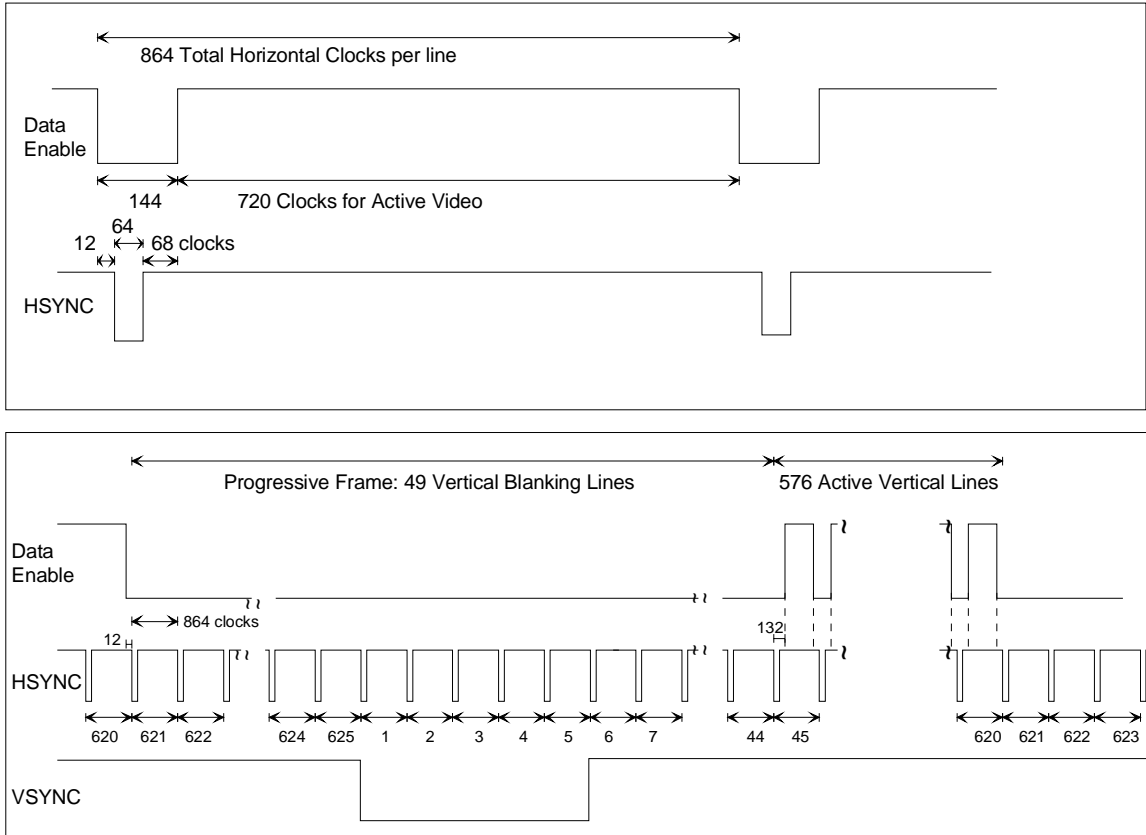 864 Total Horizontal Clocks per line
Data
Enable
144
720 Clocks for Active Video
64
12
68 clocks
HSYNC
Progressive Frame: 49 Vertical Blanking Lines
576 Active Vertical Lines
Data
Enable
864 clocks
12
132
HSYNC
620 621 622 624 625 1 2 3 4 5 6 7 44 45 620 621 622 623
VSYNC